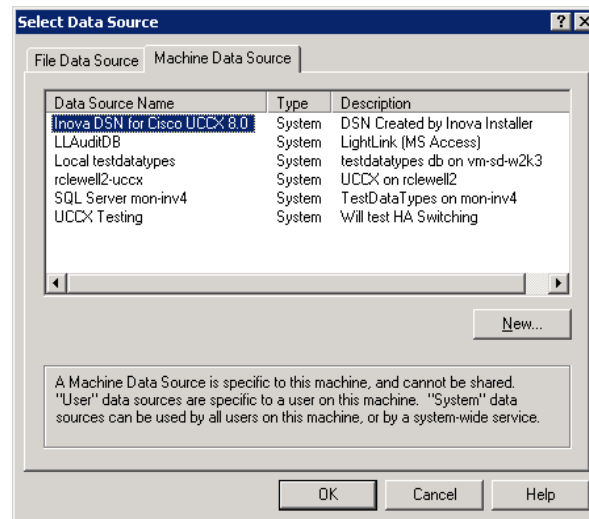 Select Data Source
File Data Source Machine Data Source
Data Source Name Type Description
Inova DSN for Cisco UCCX 8.0 System DSN Created by Inova Installer
LLAuditDB System LightLink (MS Access)
Local testdatatypes System testdatatypes db on vm-sd-w2k3
rclewell2-uccx System UCCX on rclewell2
SQL Server mon-inv4 System TestDataTypes on mon-inv4
UCCX Testing System Will test HA Switching
New...
A Machine Data Source is specific to this machine, and cannot be shared.
"User" data sources are specific to a user on this machine. "System" data
sources can be used by all users on this machine, or by a system-wide service.
OK Cancel Help